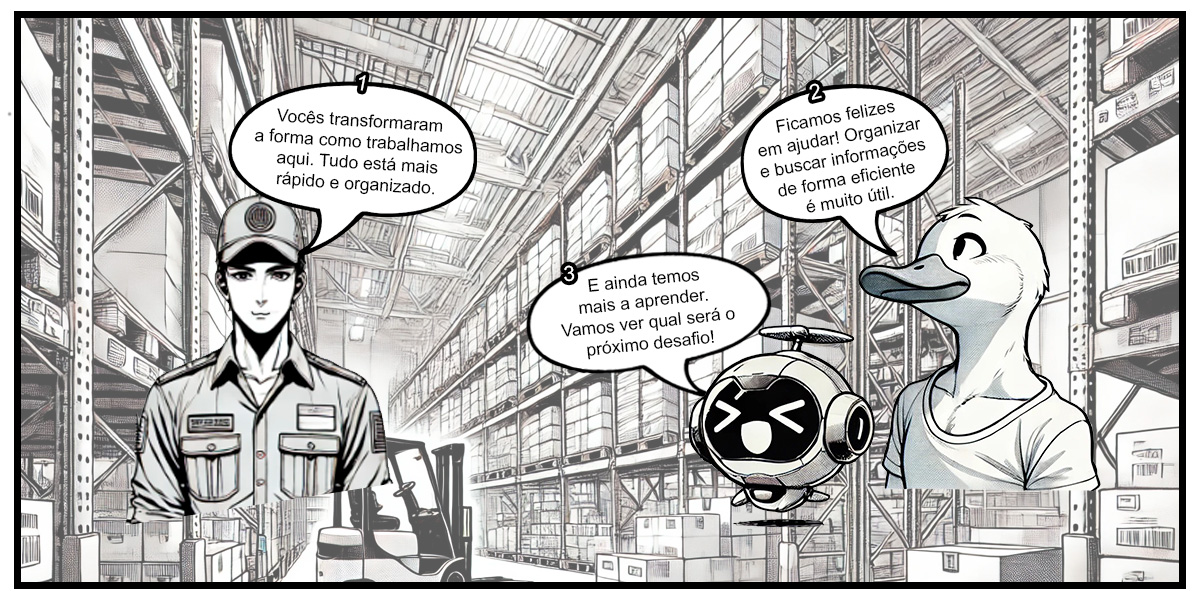 1
Vocês transformaram
a forma como trabalhamos
aqui. Tudo está mais
rápido e organizado.
2
Ficamos felizes
em ajudar! Organizar
e buscar informações
de forma eficiente
é muito útil.
3
E ainda temos
mais a aprender.
Vamos ver qual será o
próximo desafio!